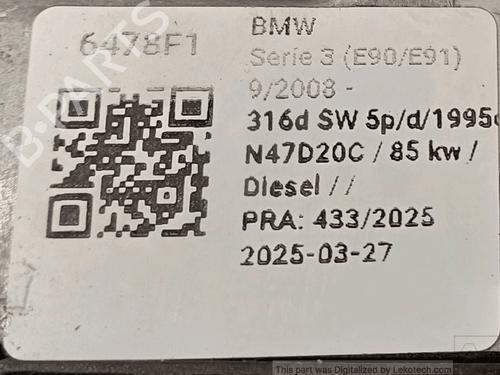 6478F1
BMW
Serie 3 (E90/E91)
9/2008 -
316d SW 5p/d/1995c
N47D20C / 85 kw /
Diesel / /
PRA: 433/2025
2025-03-27
B-PARTS
This part was Digitalized by Lekotech.com